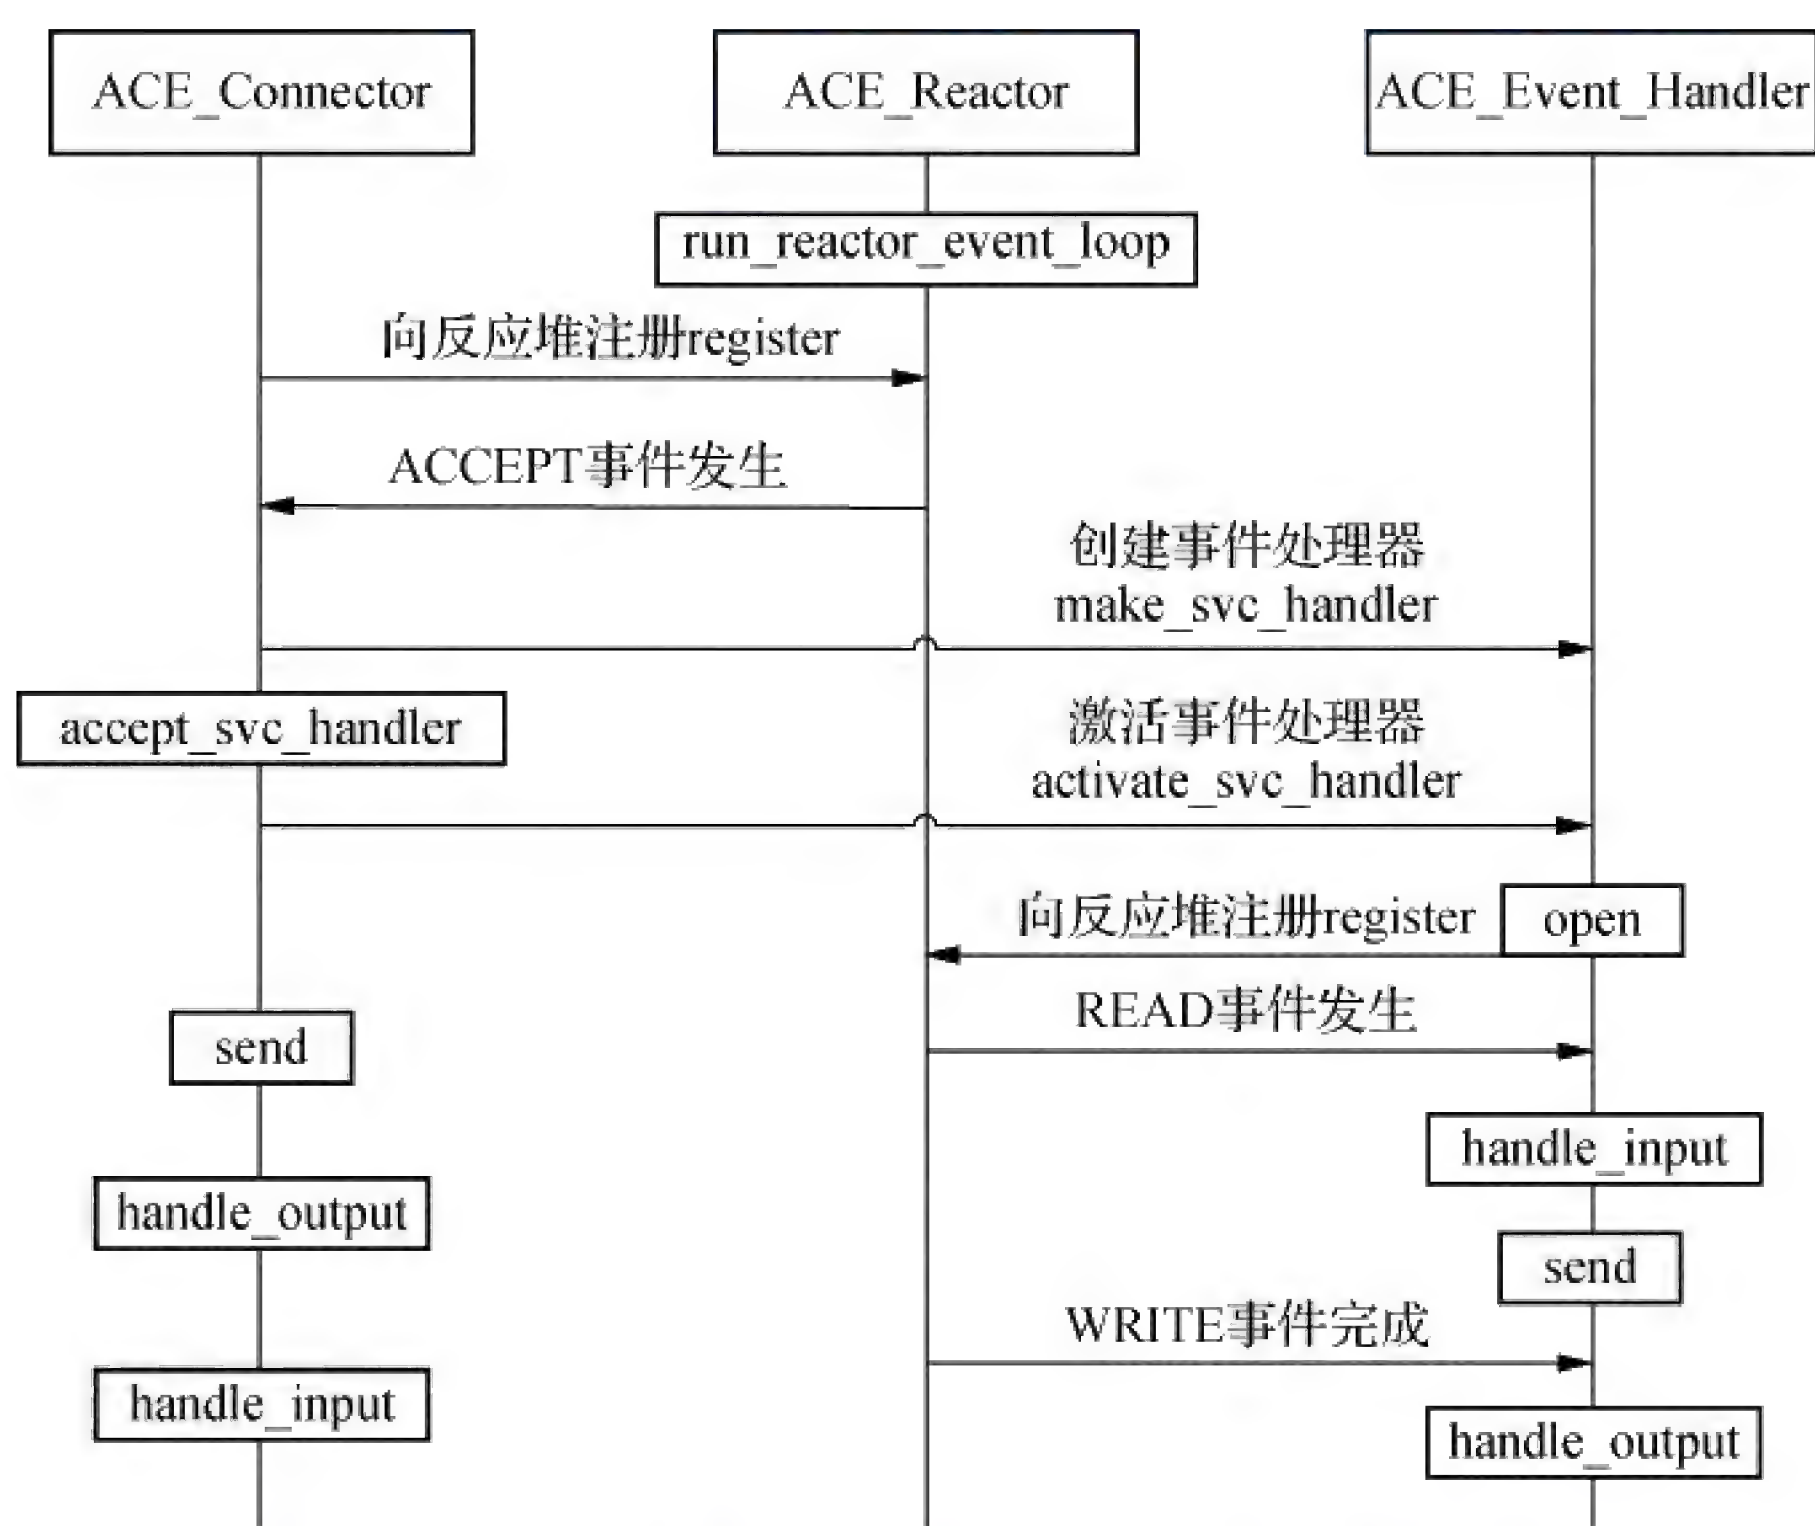 ACE_Connector
ACE_Reactor
ACE_Event_Handler
run_reactor_event_loop
向反应堆注册register
ACCEPT事件发生
创建事件处理器
make_svc_handler
accept_svc_handler
激活事件处理器
activate_svc_handler
向反应堆注册register
open
READ事件发生
send
handle_input
handle_output
send
WRITE事件完成
handle_input
handle_output